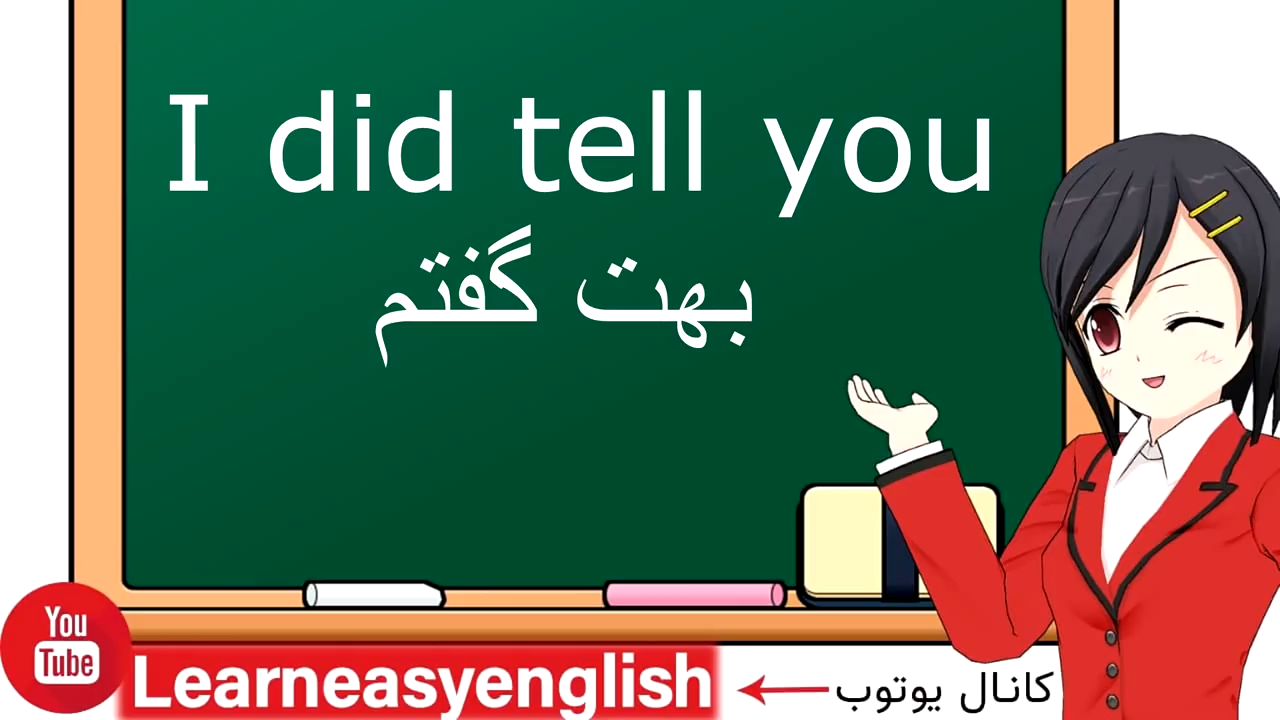 I did tell you
بهت گفتم
You
Tube
Learneasyenglish
کانال یوتوب